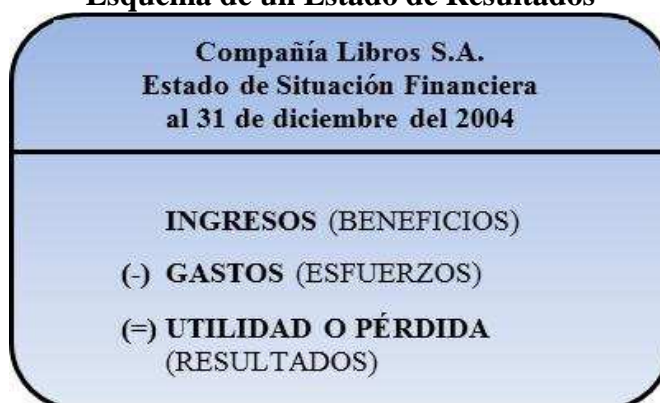 Esquema de un Estado de Resultados
Compañía Libros S.A.
Estado de Situación Financiera
al 31 de diciembre del 2004
INGRESOS (BENEFICIOS)
(-) GASTOS (ESFUERZOS)
(=) UTILIDAD O PÉRDIDA
(RESULTADOS)